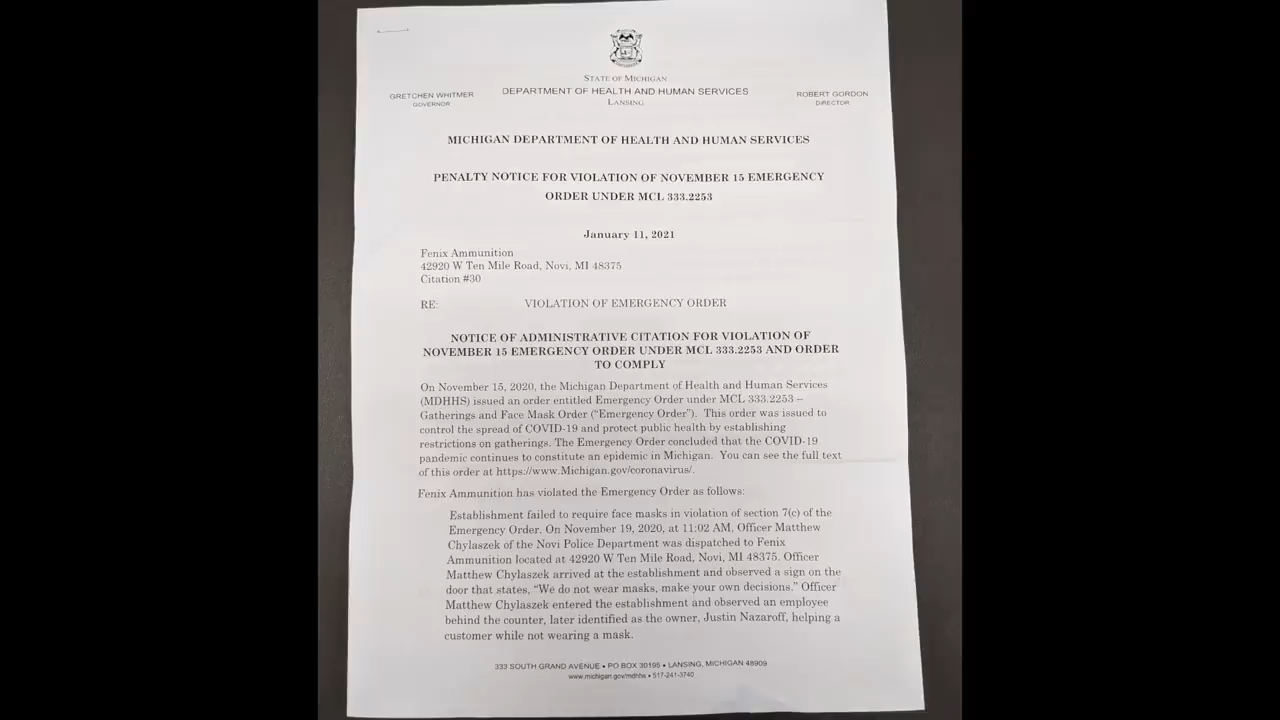 STATE OF MICHIGAN
GRETCHEN WHITMER
GOVERNOR
DEPARTMENT OF HEALTH AND HUMAN SERVICES
LANSING
ROBERT GORDON
DIRECTOR
MICHIGAN DEPARTMENT OF HEALTH AND HUMAN SERVICES
PENALTY NOTICE FOR VIOLATION OF NOVEMBER 15 EMERGENCY
ORDER UNDER MCL 333.2253
January 11, 2021
Fenix Ammunition
42920 W Ten Mile Road, Novi, MI 48375
Citation #30
RE: VIOLATION OF EMERGENCY ORDER
NOTICE OF ADMINISTRATIVE CITATION FOR VIOLATION OF
NOVEMBER 15 EMERGENCY ORDER UNDER MCL 333.2253 AND ORDER
TO COMPLY
On November 15, 2020, the Michigan Department of Health and Human Services
(MDHHS) issued an order entitled Emergency Order under MCL 333.2253 –
Gatherings and Face Mask Order (“Emergency Order”). This order was issued to
control the spread of COVID-19 and protect public health by establishing
restrictions on gatherings. The Emergency Order concluded that the COVID-19
pandemic continues to constitute an epidemic in Michigan. You can see the full text
of this order at https://www.Michigan.gov/coronavirus/.
Fenix Ammunition has violated the Emergency Order as follows:
Establishment failed to require face masks in violation of section 7(c) of the
Emergency Order. On November 19, 2020, at 11:02 AM, Officer Matthew
Chylaszek of the Novi Police Department was dispatched to Fenix
Ammunition located at 42920 W Ten Mile Road, Novi, MI 48375. Officer
Matthew Chylaszek arrived at the establishment and observed a sign on the
door that states, “We do not wear masks, make your own decisions.” Officer
Matthew Chylaszek entered the establishment and observed an employee
behind the counter, later identified as the owner, Justin Nazaroff, helping a
customer while not wearing a mask.
333 SOUTH GRAND AVENUE • PO BOX 30195 • LANSING, MICHIGAN 48909
www.michigan.gov/mdhhs • 517-241-3740